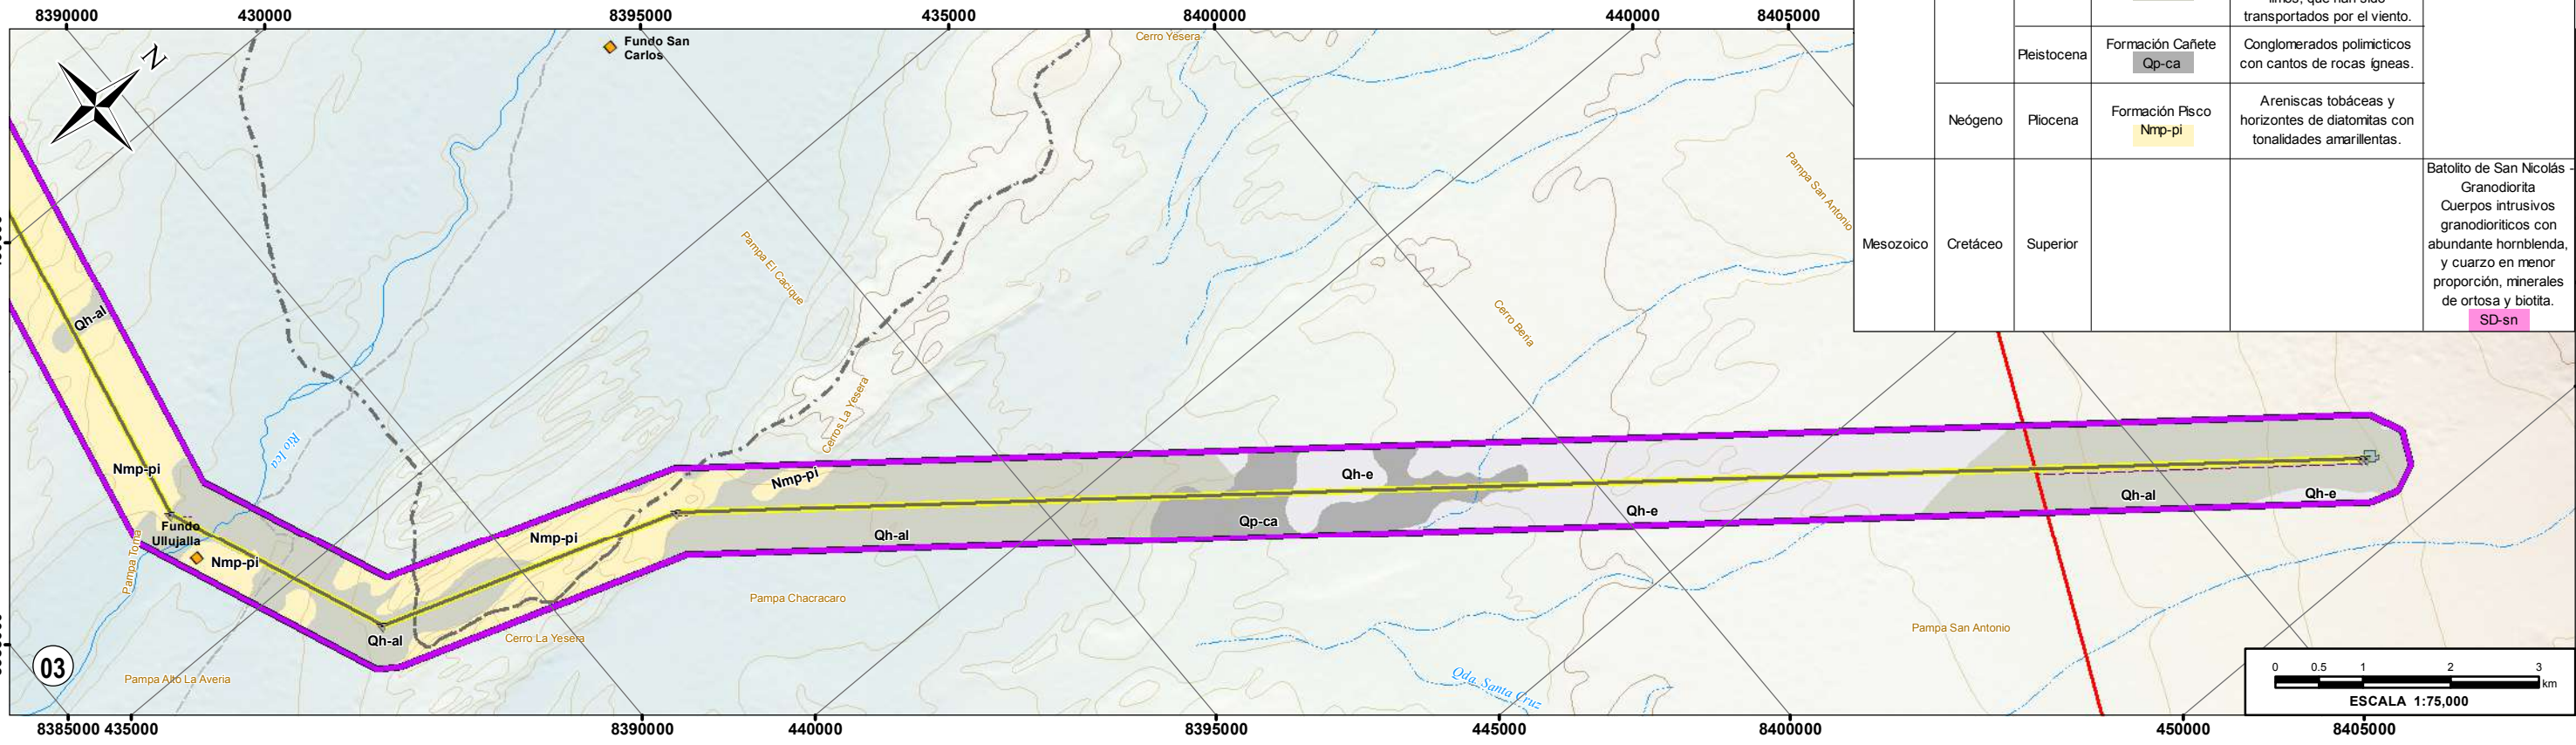 8390000
430000
8395000
435000
8400000
440000
8405000
N
Fundo San
Carlos
Cerro Yesera
transportados por el viento.
Pleistocena
Formación Cañete
Qp-ca
Conglomerados polimicticos
con cantos de rocas ígneas.
Neógeno
Pliocena
Formación Pisco
Nmp-pi
Areniscas tobáceas y
horizontes de diatomitas con
tonalidades amarillentas.
Mesozoico
Cretáceo
Superior
Batolito de San Nicolás -
Granodiorita
Cuerpos intrusivos
granodioriticos con
abundante hornblenda,
y cuarzo en menor
proporción, minerales
de ortosa y biotita.
SD-sn
Pampa San Antonio
Pampa El Cacique
Cerro Beria
Qh-al
Cerros La Yesera
Río Ica
Nmp-pi
Nmp-pi
Qh-e
Qh-e
Qh-al
Qh-e
Fundo
Ullujalla
Nmp-pi
Pampa Toma
Nmp-pi
Qh-al
Qp-ca
Qh-al
Cerro La Yesera
Pampa Chacracaro
Pampa San Antonio
Qda. Santa Cruz
Pampa Alto La Averia
03
0 0.5 1 2 3
km
ESCALA 1:75,000
8385000
435000
8390000
440000
8395000
445000
8400000
450000
8405000